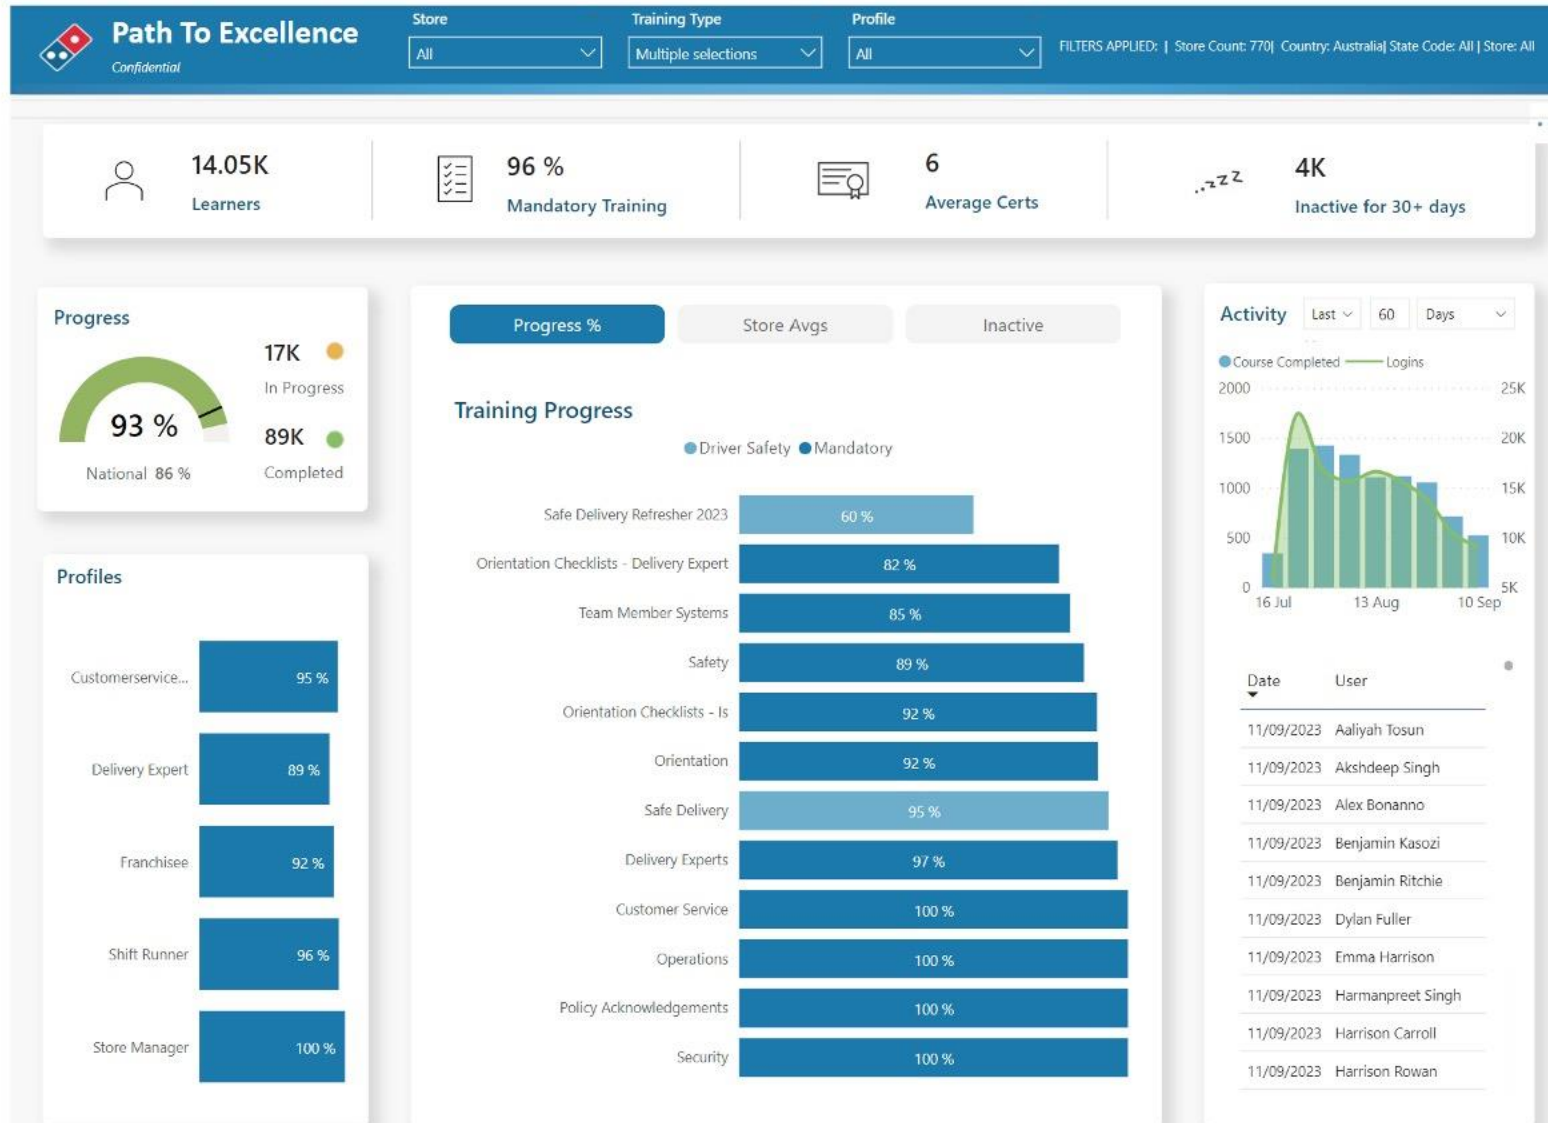 Path To Excellence
Confidential
Store
All
Training Type
Multiple selections
Profile
All
FILTERS APPLIED: | Store Count: 770| Country: Australia| State Code: All | Store: All
14.05K
Learners
96 %
Mandatory Training
6
Average Certs
..zzZ
4K
Inactive for 30+ days
Progress
93 %
National 86 %
17K
In Progress
89K
Completed
Profiles
Customerservice... 95 %
Delivery Expert 89 %
Franchisee 92 %
Shift Runner 96 %
Store Manager 100 %
Progress %
Store Avgs
Inactive
Training Progress
Driver Safety Mandatory
Safe Delivery Refresher 2023 60 %
Orientation Checklists - Delivery Expert 82 %
Team Member Systems 85 %
Safety 89 %
Orientation Checklists - Is 92 %
Orientation 92 %
Safe Delivery 95 %
Delivery Experts 97 %
Customer Service 100 %
Operations 100 %
Policy Acknowledgements 100 %
Security 100 %
Activity Last 60 Days
Course Completed Logins
2000 25K
1500 20K
1000 15K
500 10K
0 5K
16 Jul 13 Aug 10 Sep
Date User
11/09/2023 Aaliyah Tosun
11/09/2023 Akshdeep Singh
11/09/2023 Alex Bonanno
11/09/2023 Benjamin Kasozi
11/09/2023 Benjamin Ritchie
11/09/2023 Dylan Fuller
11/09/2023 Emma Harrison
11/09/2023 Harmanpreet Singh
11/09/2023 Harrison Carroll
11/09/2023 Harrison Rowan